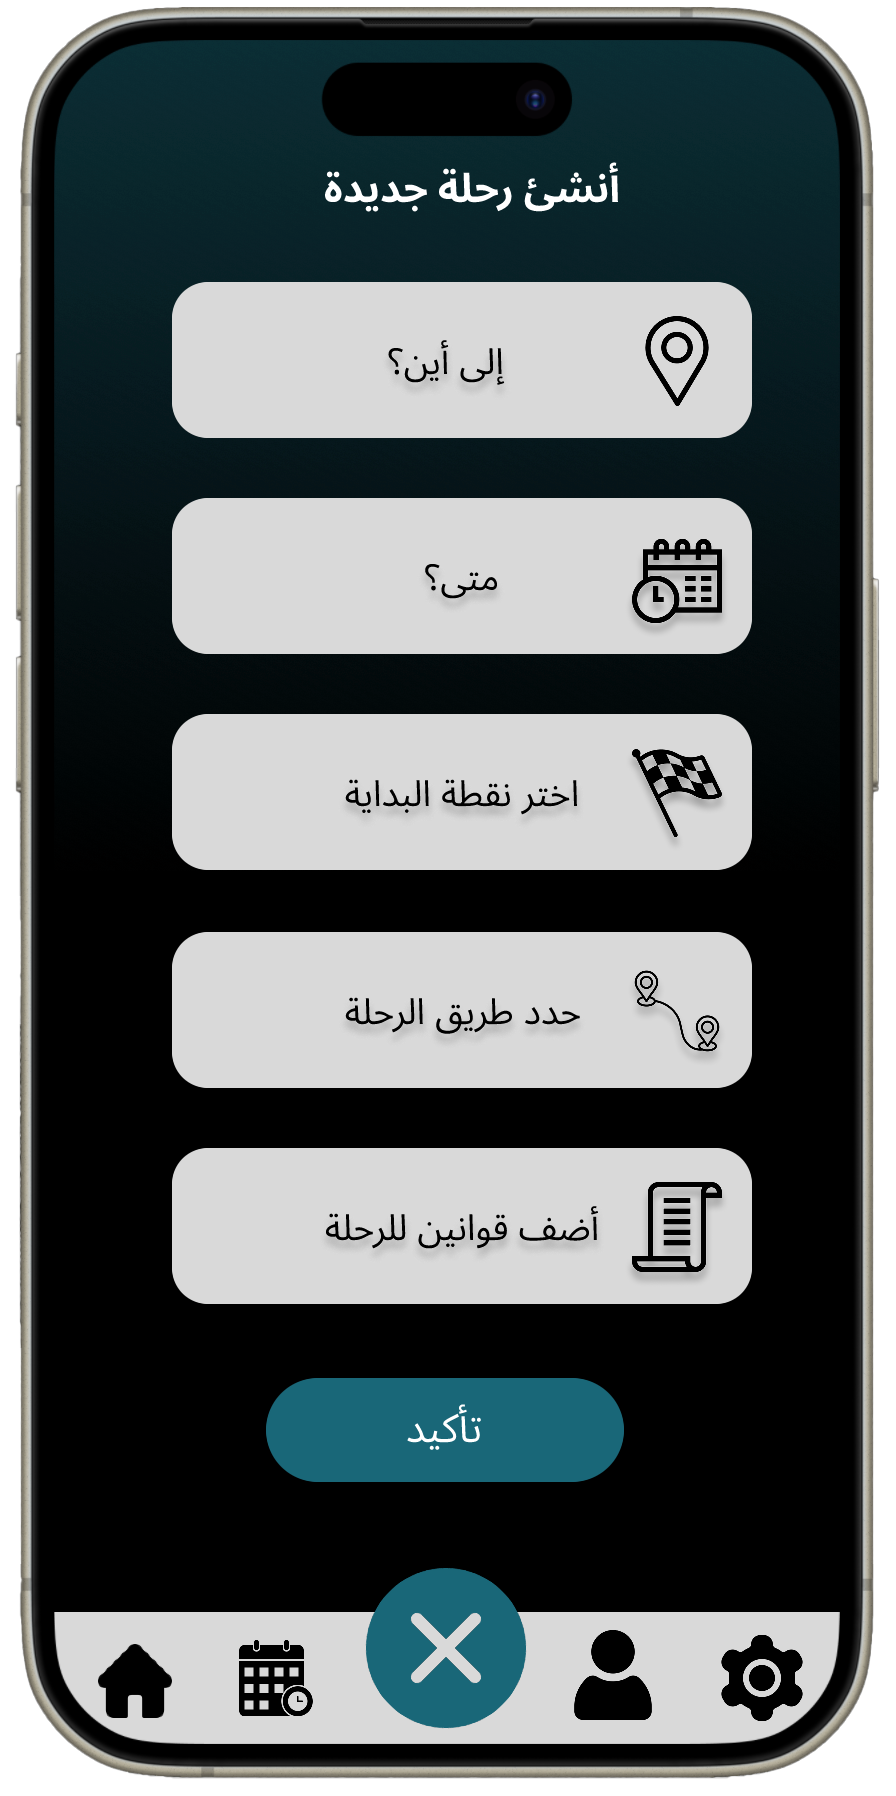 أنشئ رحلة جديدة
إلى أين؟
متى؟
اختر نقطة البداية
حدد طريق الرحلة
أضف قوانين للرحلة
تأكيد